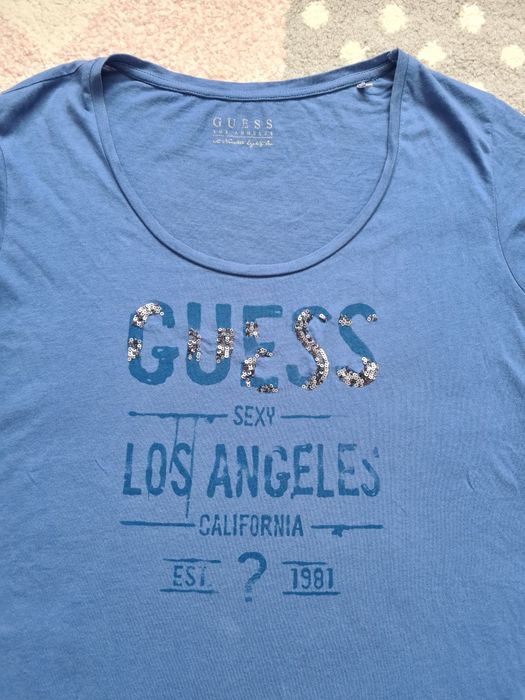 GUESS
LOS ANGELES
GUESS
SEXY
LOS ANGELES
CALIFORNIA
EST. ? 1981